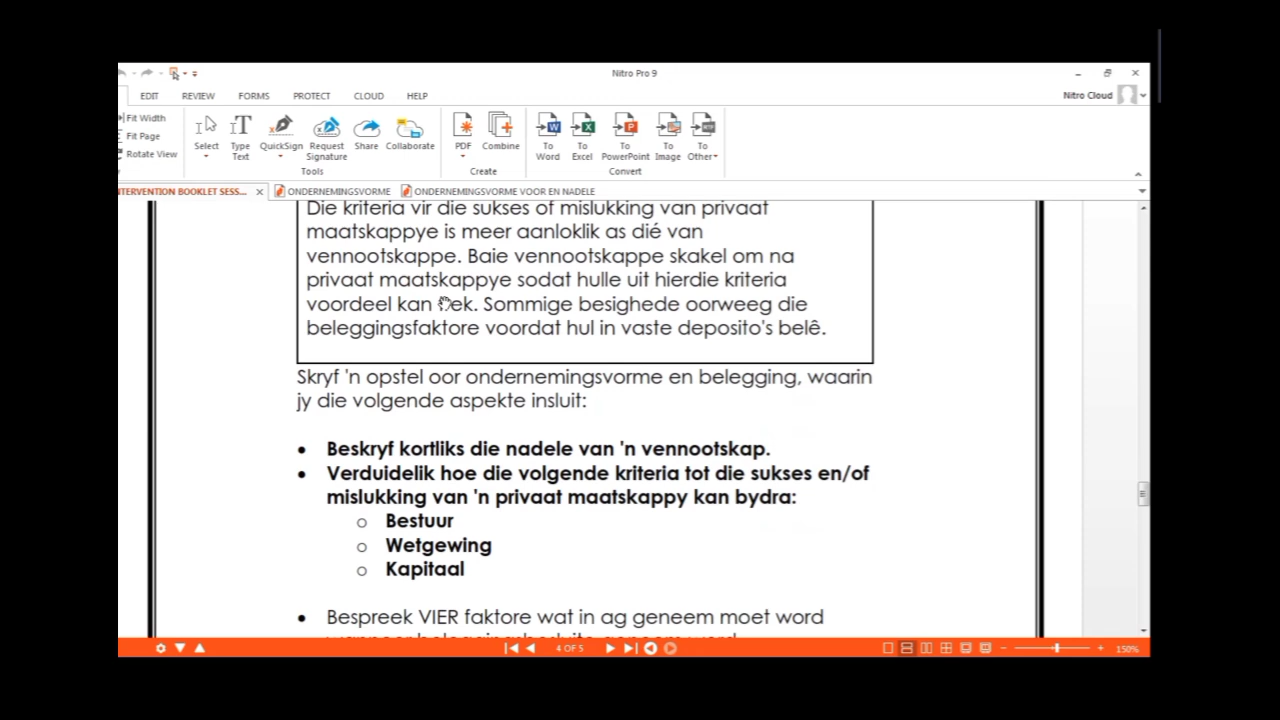 Nitro Pro 9
EDIT REVIEW FORMS PROTECT CLOUD HELP
Nitro Cloud
Fit Width
Fit Page
Rotate View
Select
Type Text
QuickSign
Request Signature
Share
Collaborate
Tools
PDF
Combine
Create
To Word
To Excel
To PowerPoint
To Image
To Other
Convert
NTERVENTION BOOKLET SESS... ONDERNEMINGSVORME ONDERNEMINGSVORME VOOR EN NADELE
Die kriteria vir die sukses of mislukking van privaat
maatskappye is meer aanloklik as dié van
vennootskappe. Baie vennootskappe skakel om na
privaat maatskappye sodat hulle uit hierdie kriteria
voordeel kan Sommige besighede oorweeg die
beleggingsfaktore voordat hul in vaste deposito's belê.
Skryf 'n opstel oor ondernemingsvorme en belegging, waarin
jy die volgende aspekte insluit:
• Beskryf kortliks die nadele van 'n vennootskap.
• Verduidelik hoe die volgende kriteria tot die sukses en/of
mislukking van 'n privaat maatskappy kan bydra:
o Bestuur
o Wetgewing
o Kapitaal
• Bespreek VIER faktore wat in ag geneem moet word
4 OF 5
150%